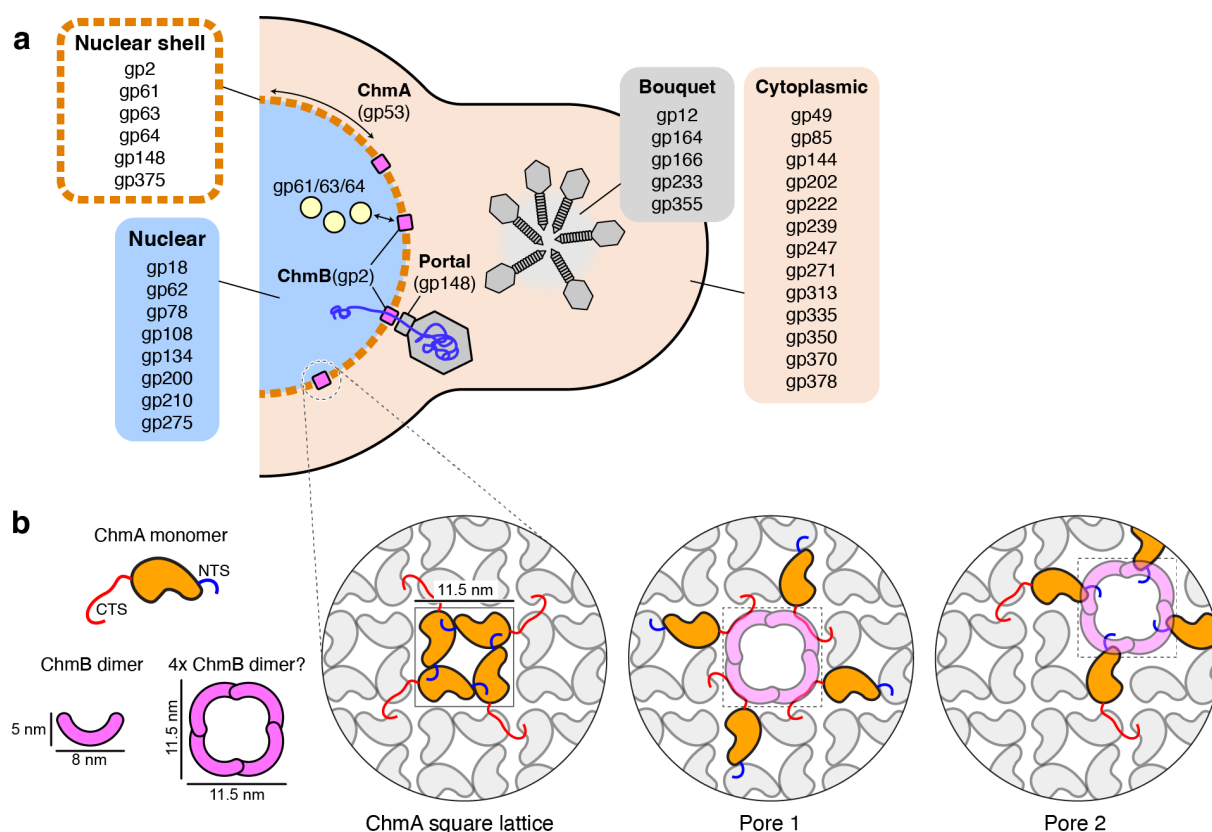 a
Nuclear shell
gp2
gp61
gp63
gp64
gp148
gp375
Nuclear
gp18
gp62
gp78
gp108
gp134
gp200
gp210
gp275
ChmA
(gp53)
gp61/63/64
ChmB(gp2)
Portal
(gp148)
Bouquet
gp12
gp164
gp166
gp233
gp355
Cytoplasmic
gp49
gp85
gp144
gp202
gp222
gp239
gp247
gp271
gp313
gp335
gp350
gp370
gp378
b
ChmA monomer
NTS
CTS
ChmB dimer
5 nm
8 nm
4x ChmB dimer?
11.5 nm
11.5 nm
11.5 nm
ChmA square lattice
Pore 1
Pore 2